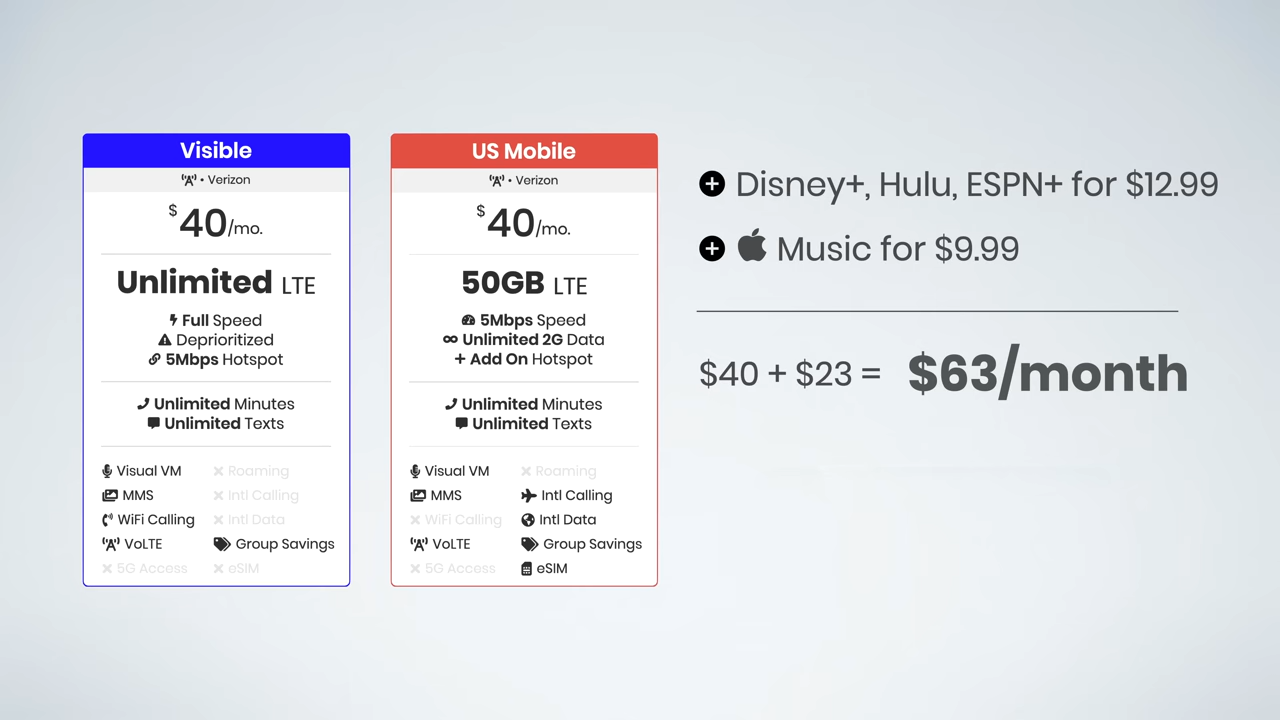 Visible
• Verizon
$40/mo.
Unlimited LTE
Full Speed
Deprioritized
5Mbps Hotspot
Unlimited Minutes
Unlimited Texts
Visual VM
Roaming
MMS
Intl Calling
WiFi Calling
Intl Data
VoLTE
Group Savings
5G Access
eSIM
US Mobile
• Verizon
$40/mo.
50GB LTE
5Mbps Speed
Unlimited 2G Data
Add On Hotspot
Unlimited Minutes
Unlimited Texts
Visual VM
Roaming
MMS
Intl Calling
WiFi Calling
Intl Data
VoLTE
Group Savings
5G Access
eSIM
Disney+, Hulu, ESPN+ for $12.99
Music for $9.99
$40 + $23 = $63/month